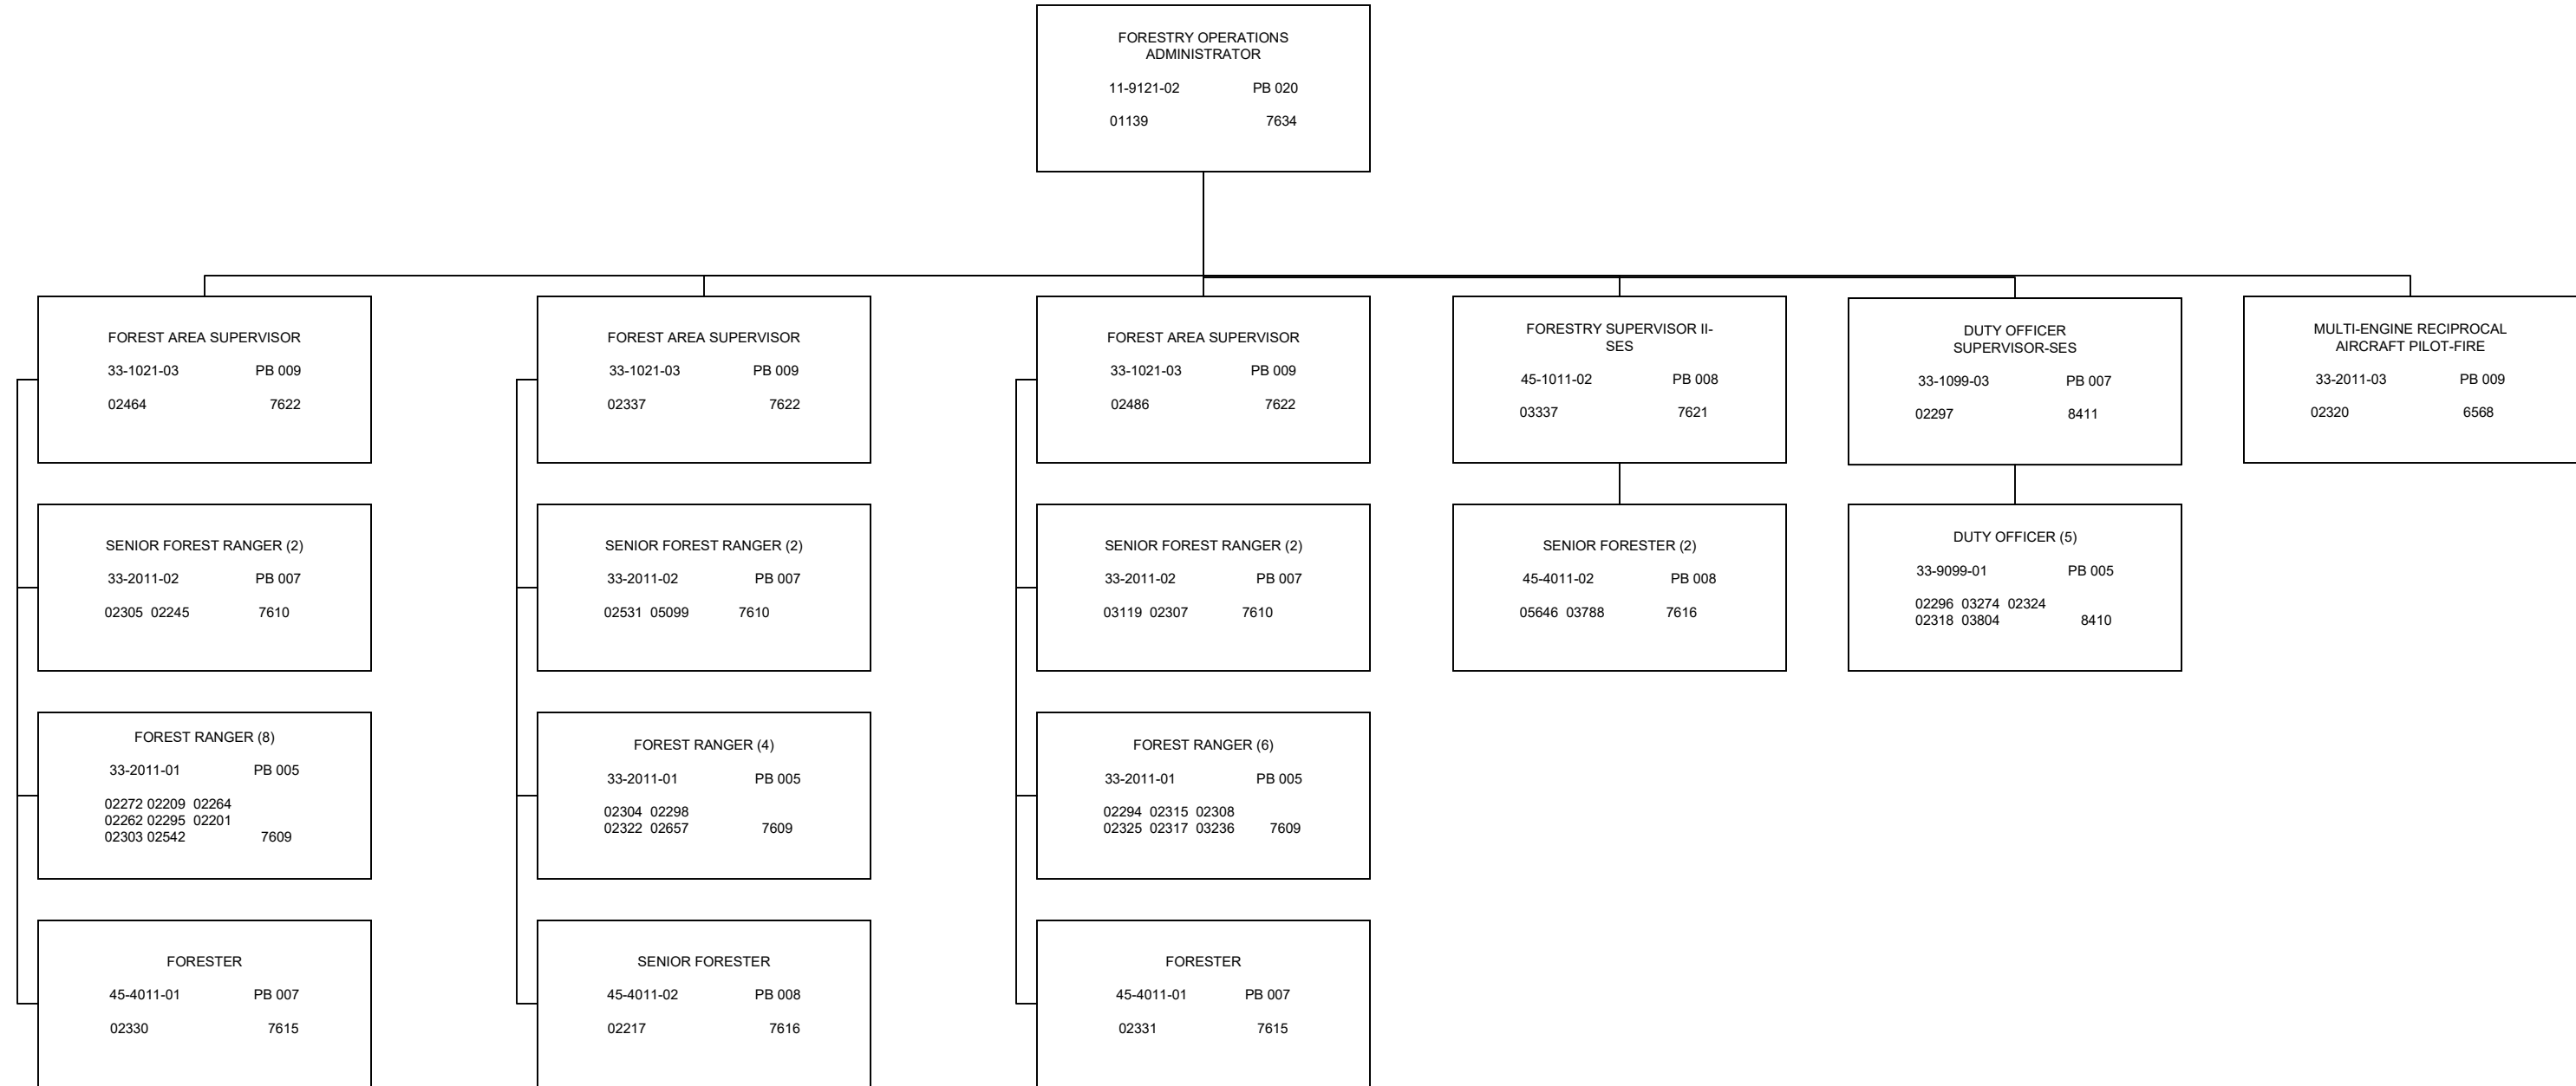 FORESTRY OPERATIONS
ADMINISTRATOR
11-9121-02 PB 020
01139 7634
FOREST AREA SUPERVISOR
33-1021-03 PB 009
02464 7622
FOREST AREA SUPERVISOR
33-1021-03 PB 009
02337 7622
FOREST AREA SUPERVISOR
33-1021-03 PB 009
02486 7622
FORESTRY SUPERVISOR II-
SES
45-1011-02 PB 008
03337 7621
DUTY OFFICER
SUPERVISOR-SES
33-1099-03 PB 007
02297 8411
MULTI-ENGINE RECIPROCAL
AIRCRAFT PILOT-FIRE
33-2011-03 PB 009
02320 6568
SENIOR FOREST RANGER (2)
33-2011-02 PB 007
02305 02245 7610
SENIOR FOREST RANGER (2)
33-2011-02 PB 007
02531 05099 7610
SENIOR FOREST RANGER (2)
33-2011-02 PB 007
03119 02307 7610
SENIOR FORESTER (2)
45-4011-02 PB 008
05646 03788 7616
DUTY OFFICER (5)
33-9099-01 PB 005
02296 03274 02324
02318 03804 8410
FOREST RANGER (8)
33-2011-01 PB 005
02272 02209 02264
02262 02295 02201
02303 02542 7609
FOREST RANGER (4)
33-2011-01 PB 005
02304 02298
02322 02657 7609
FOREST RANGER (6)
33-2011-01 PB 005
02294 02315 02308
02325 02317 03236 7609
FORESTER
45-4011-01 PB 007
02330 7615
SENIOR FORESTER
45-4011-02 PB 008
02217 7616
FORESTER
45-4011-01 PB 007
02331 7615